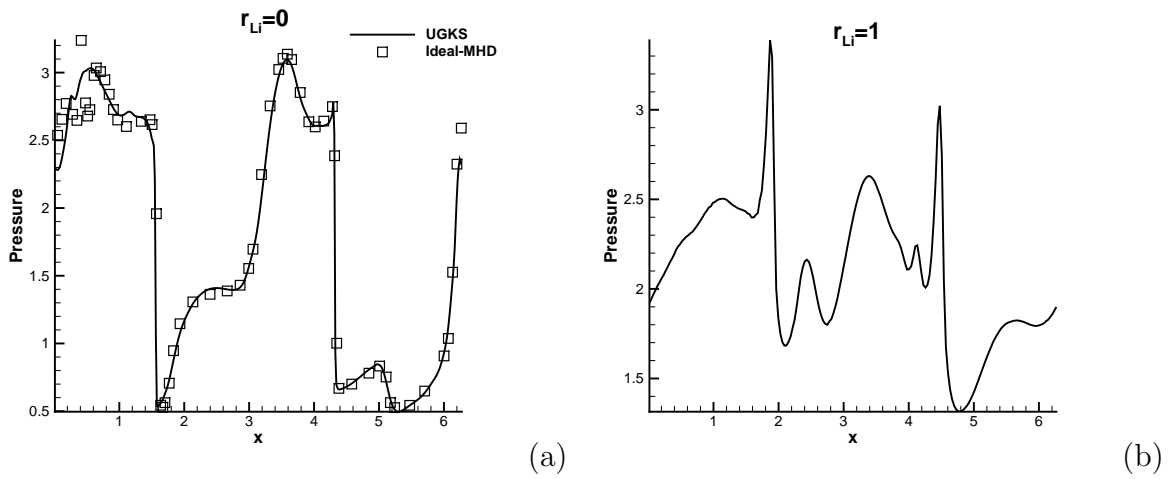 r_Li=0
UGKS
Ideal-MHD
Pressure
3
2.5
2
1.5
1
0.5
1 2 3 4 5 6
x
(a)
r_Li=1
Pressure
3
2.5
2
1.5
1 2 3 4 5 6
x
(b)